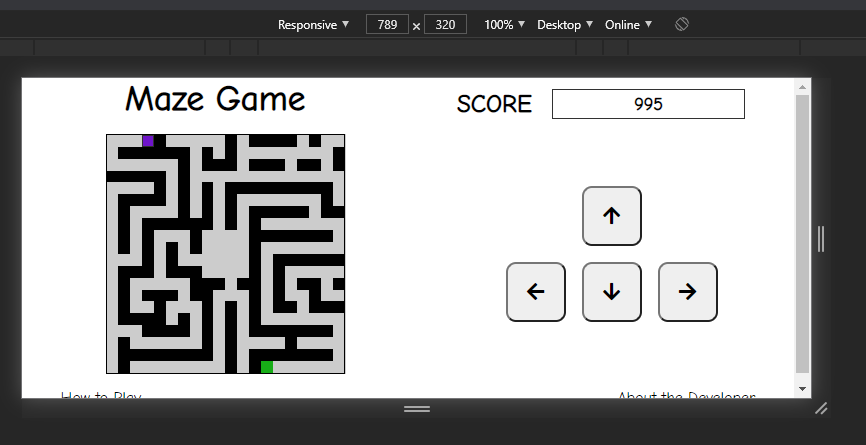 Responsive ▼ 789 × 320 100% ▼ Desktop ▼ Online ▼
Maze Game
SCORE 995
↑
← ↓ →
How to Play About the Developer